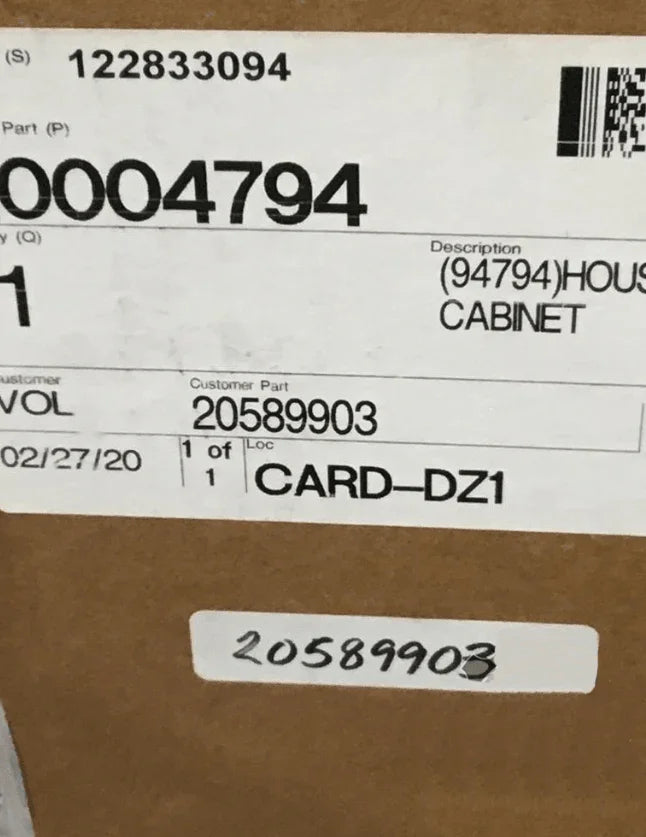 (S) 122833094
Part (P)
0004794
y (Q)
1
Description
(94794)HOUS
CABINET
ustomer
VOL
Customer Part
20589903
02/27/20
1 of
1
Loc
CARD-DZ1
20589903